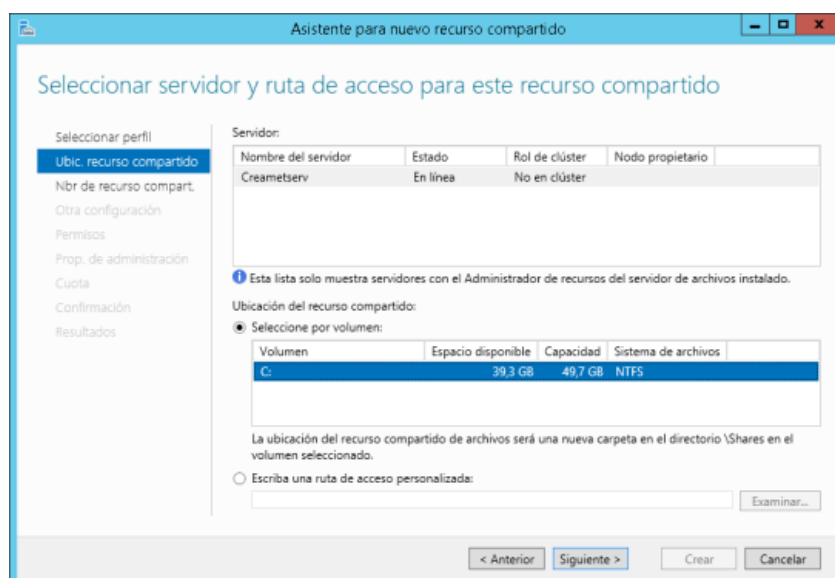 Asistente para nuevo recurso compartido
Seleccionar servidor y ruta de acceso para este recurso compartido
Seleccionar perfil
Ubic. recurso compartido
Nbr de recurso compart.
Otra configuración
Permisos
Prop. de administración
Cuota
Confirmación
Resultados
Servidor:
Nombre del servidor Estado Rol de clúster Nodo propietario
Creametserv En línea No en clúster
Esta lista solo muestra servidores con el Administrador de recursos del servidor de archivos instalado.
Ubicación del recurso compartido:
Seleccione por volumen:
Volumen Espacio disponible Capacidad Sistema de archivos
C: 39,3 GB 49,7 GB NTFS
La ubicación del recurso compartido de archivos será una nueva carpeta en el directorio \Shares en el
volumen seleccionado.
Escriba una ruta de acceso personalizada:
Examinar...
< Anterior Siguiente > Crear Cancelar